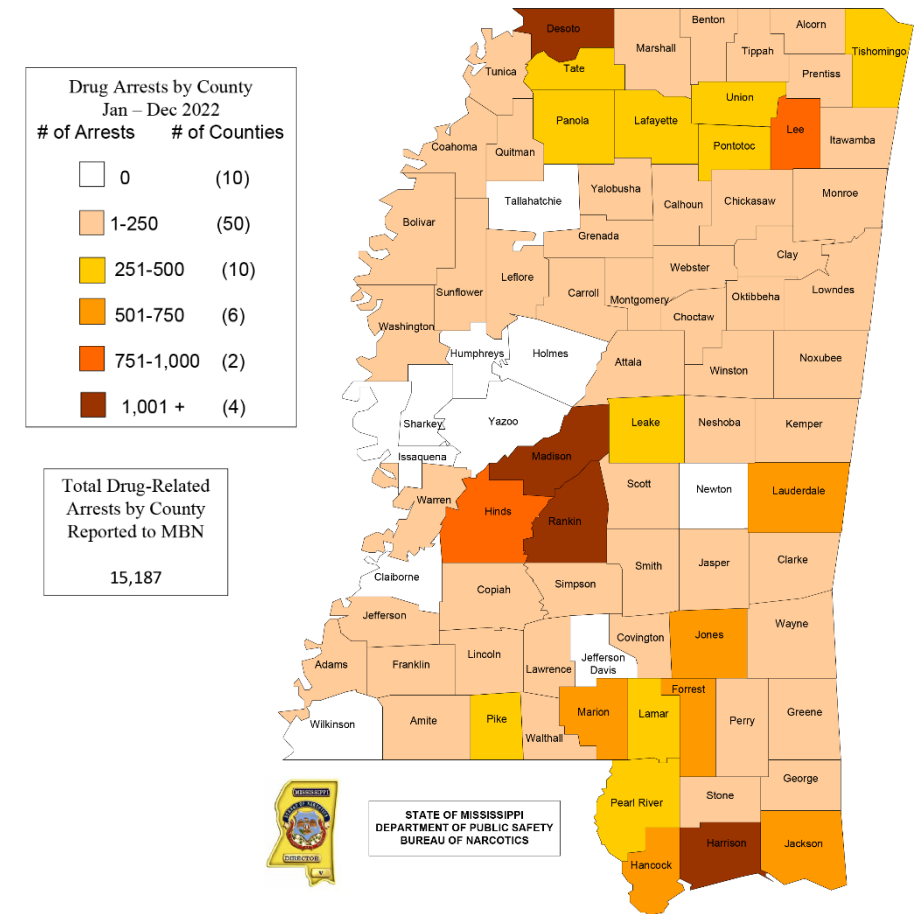 Drug Arrests by County
Jan – Dec 2022
# of Arrests # of Counties
0 (10)
1-250 (50)
251-500 (10)
501-750 (6)
751-1,000 (2)
1,001 + (4)
Total Drug-Related
Arrests by County
Reported to MBN
15,187
Desoto
Benton
Alcorn
Marshall
Tippah
Tishomingo
Tunica
Tate
Prentiss
Union
Panola
Lafayette
Lee
Itawamba
Coahoma
Quitman
Pontotoc
Tallahatchie
Yalobusha
Calhoun
Chickasaw
Monroe
Bolivar
Grenada
Clay
Leflore
Webster
Sunflower
Carroll
Montgomery
Oktibbeha
Lowndes
Choctaw
Washington
Humphreys
Holmes
Attala
Winston
Noxubee
Sharkey
Yazoo
Leake
Neshoba
Kemper
Issaquena
Madison
Warren
Hinds
Rankin
Scott
Newton
Lauderdale
Claiborne
Copiah
Simpson
Smith
Jasper
Clarke
Jefferson
Covington
Jones
Wayne
Adams
Franklin
Lincoln
Lawrence
Jefferson
Davis
Wilkinson
Amite
Pike
Walthall
Marion
Lamar
Forrest
Perry
Greene
George
Pearl River
Stone
Hancock
Harrison
Jackson
MISSISSIPPI
BUREAU OF NARCOTICS
DIRECTOR
V
STATE OF MISSISSIPPI
DEPARTMENT OF PUBLIC SAFETY
BUREAU OF NARCOTICS